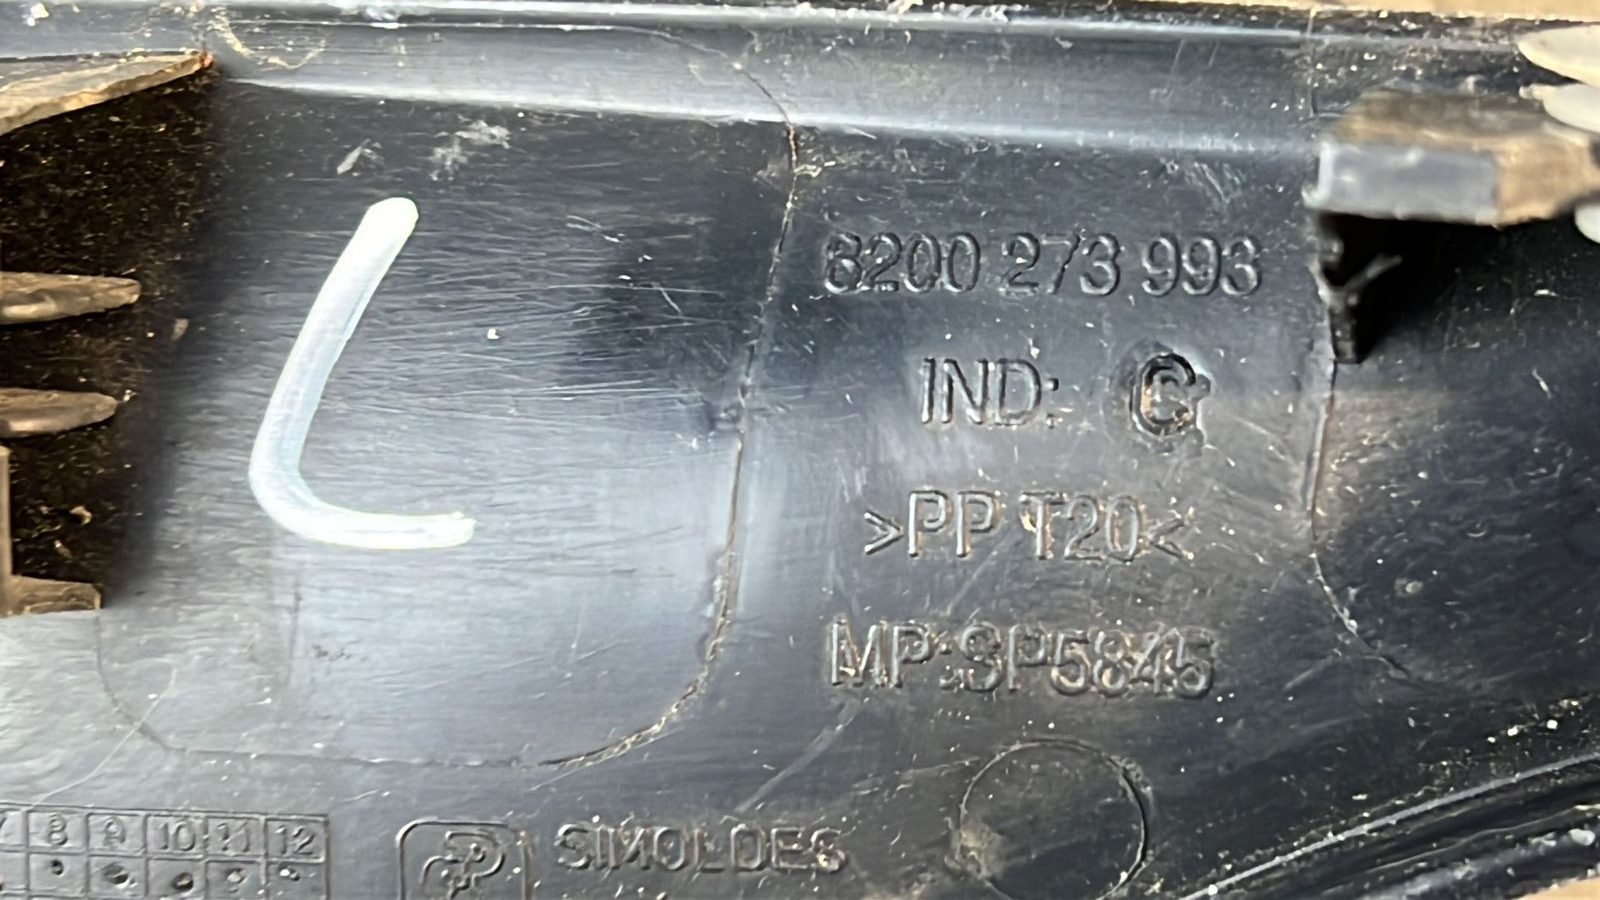 L
8200 273 993
IND: C
>PP T20<
MP:SP5845
8 9 10 11 12
SIMOLDES